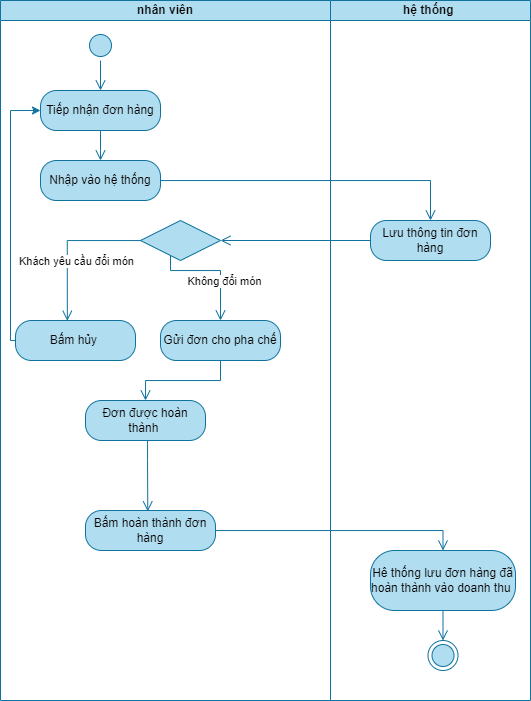 nhân viên
hệ thống
Tiếp nhận đơn hàng
Nhập vào hệ thống
Lưu thông tin đơn
hàng
Khách yêu cầu đổi món
Không đổi món
Bấm hủy
Gửi đơn cho pha chế
Đơn được hoàn
thành
Bấm hoàn thành đơn
hàng
Hê thống lưu đơn hàng đã
hoàn thành vào doanh thu